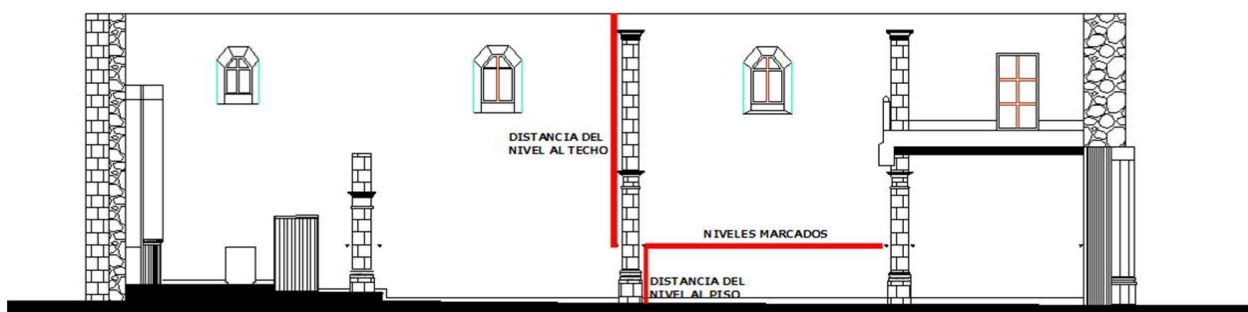 DISTANCIA DEL
NIVEL AL TECHO
NIVELES MARCADOS
DISTANCIA DEL
NIVEL AL PISO